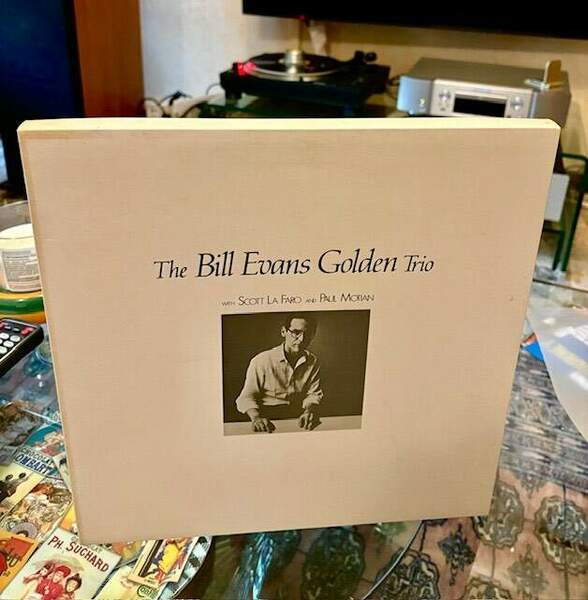 The Bill Evans Golden Trio
WITH SCOTT LA FARO AND PAUL MOTIAN
PH. SUCHARD